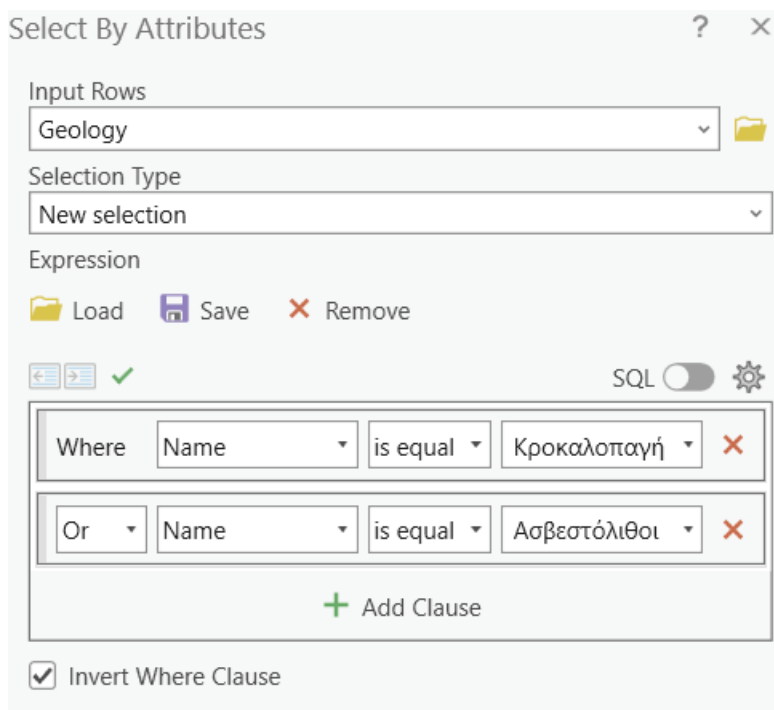 Select By Attributes ? ×
Input Rows
Geology
Selection Type
New selection
Expression
Load Save Remove
SQL
Where Name is equal Κροκαλοπαγή
Or Name is equal Ασβεστόλιθοι
+ Add Clause
Invert Where Clause